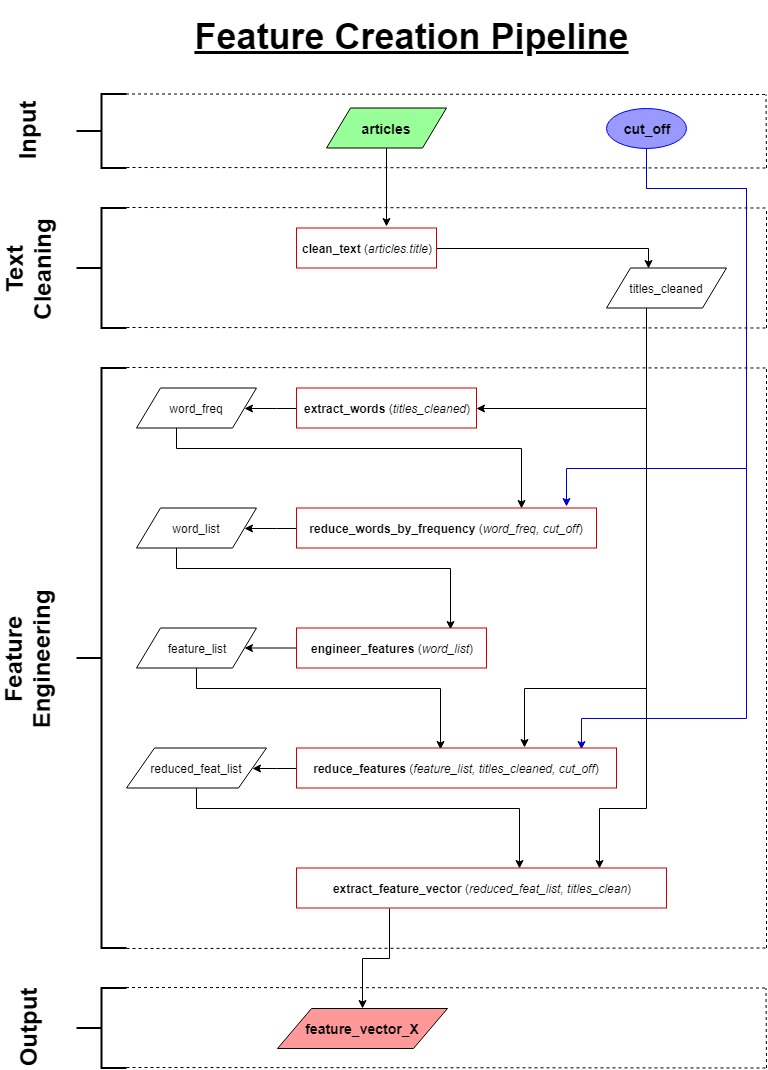 Feature Creation Pipeline
Input
articles
cut_off
Text
Cleaning
clean_text (articles.title)
titles_cleaned
Feature
Engineering
word_freq
extract_words (titles_cleaned)
word_list
reduce_words_by_frequency (word_freq, cut_off)
feature_list
engineer_features (word_list)
reduced_feat_list
reduce_features (feature_list, titles_cleaned, cut_off)
extract_feature_vector (reduced_feat_list, titles_clean)
Output
feature_vector_X